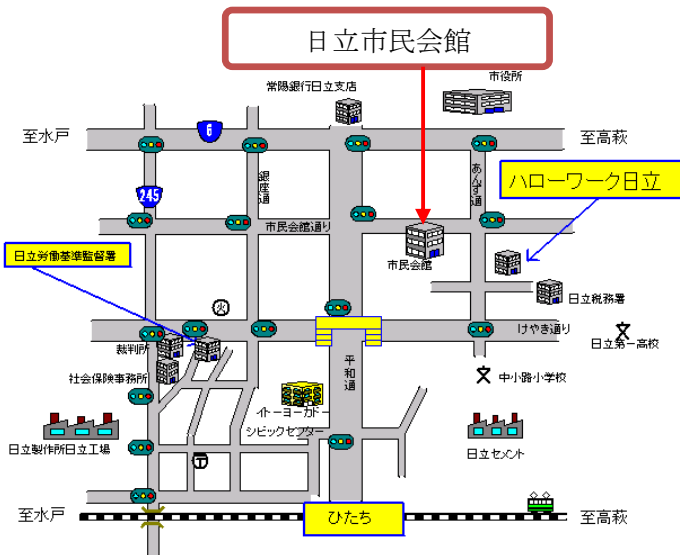 日立市民会館
市役所
常陽銀行日立支店
至水戸
6
至高萩
245
銀座通
あんず通
ハローワーク日立
市民会館通り
日立労働基準監督署
市民会館
日立税務署
火
けやき通り
裁判所
日立第一高校
平和通
社会保険事務所
文
中小路小学校
イトーヨーカドー
シビックセンター
日立製作所日立工場
日立セメント
至水戸
ひたち
至高萩